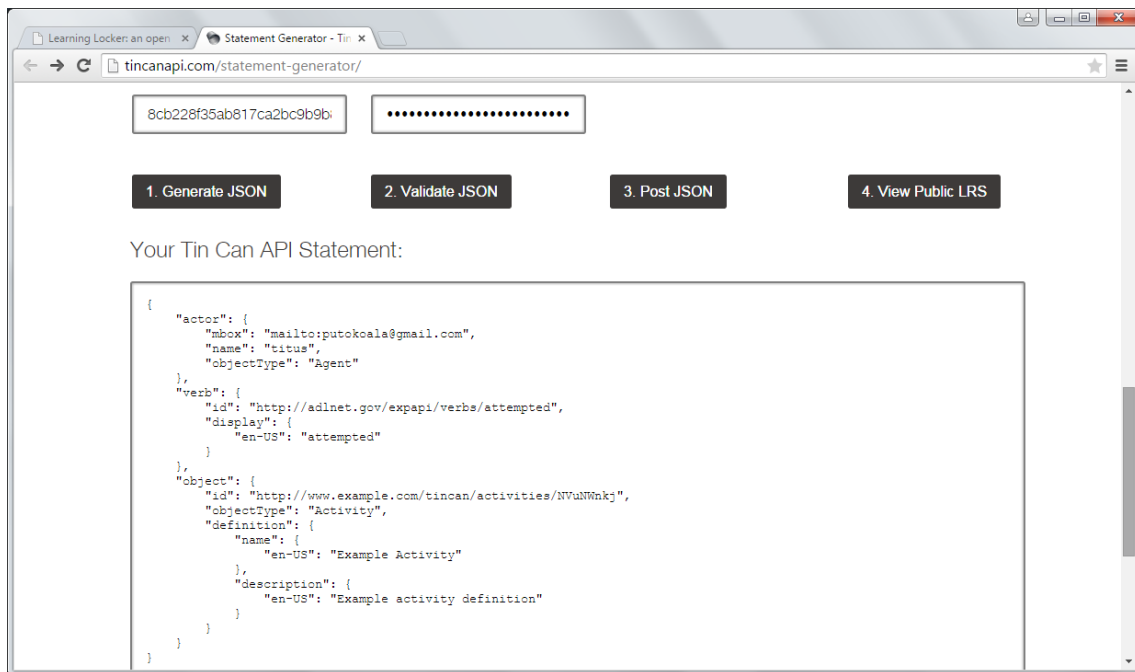 Learning Locker: an open
Statement Generator - Tin
tincanapi.com/statement-generator/
8cb228f35ab817ca2bc9b9b
••••••••••••••••••••••••••
1. Generate JSON 2. Validate JSON 3. Post JSON 4. View Public LRS
Your Tin Can API Statement:
{
"actor": {
"mbox": "mailto:putokoala@gmail.com",
"name": "titus",
"objectType": "Agent"
},
"verb": {
"id": "http://adlnet.gov/expapi/verbs/attempted",
"display": {
"en-US": "attempted"
}
},
"object": {
"id": "http://www.example.com/tincan/activities/NVuNWnkj",
"objectType": "Activity",
"definition": {
"name": {
"en-US": "Example Activity"
},
"description": {
"en-US": "Example activity definition"
}
}
}
}